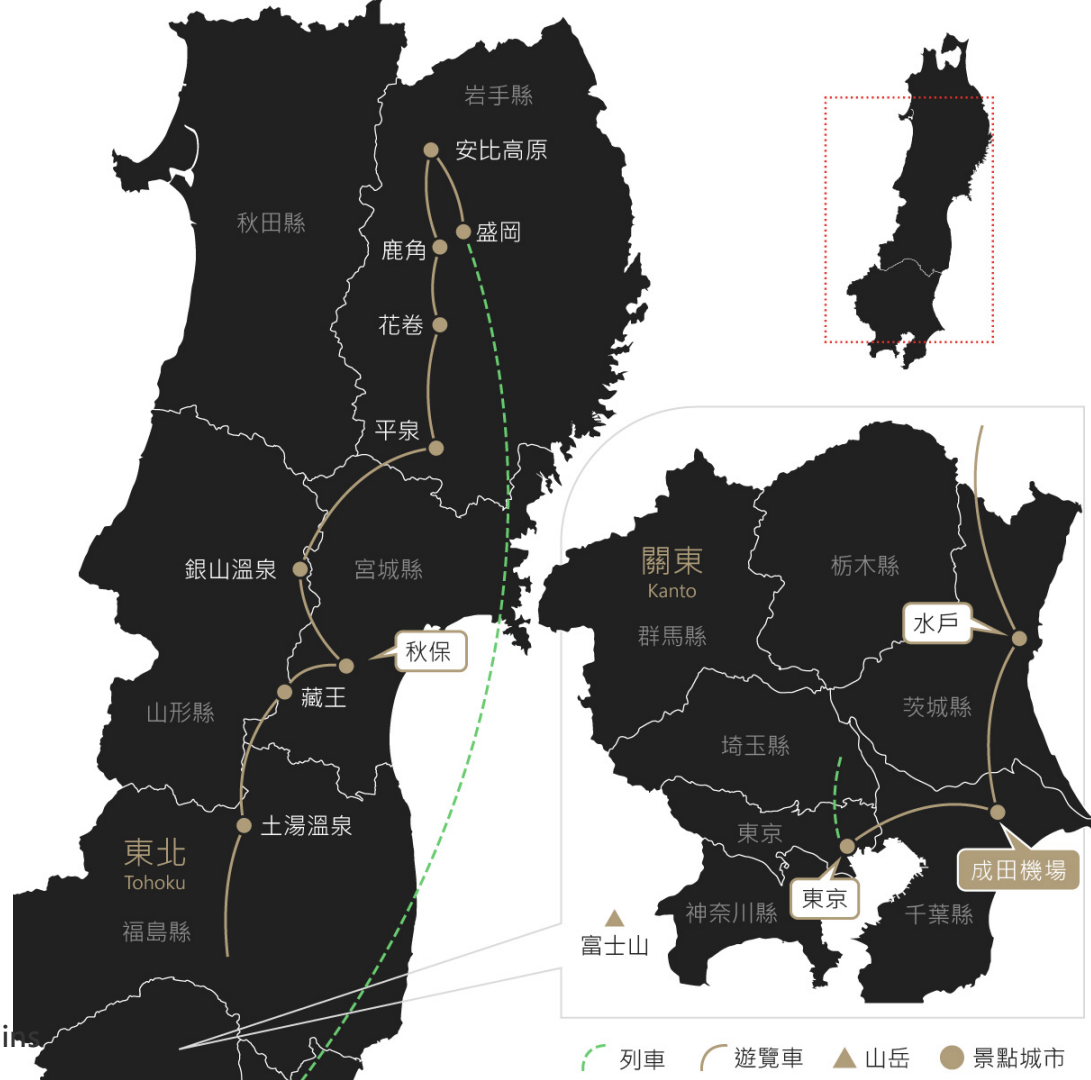 岩手縣
安比高原
秋田縣
盛岡
鹿角
花卷
平泉
銀山溫泉
宮城縣
秋保
藏王
山形縣
土湯溫泉
東北
Tohoku
福島縣
ins
關東
Kanto
栃木縣
群馬縣
水戶
茨城縣
埼玉縣
東京
成田機場
東京
神奈川縣
千葉縣
富士山
列車
遊覽車
山岳
景點城市